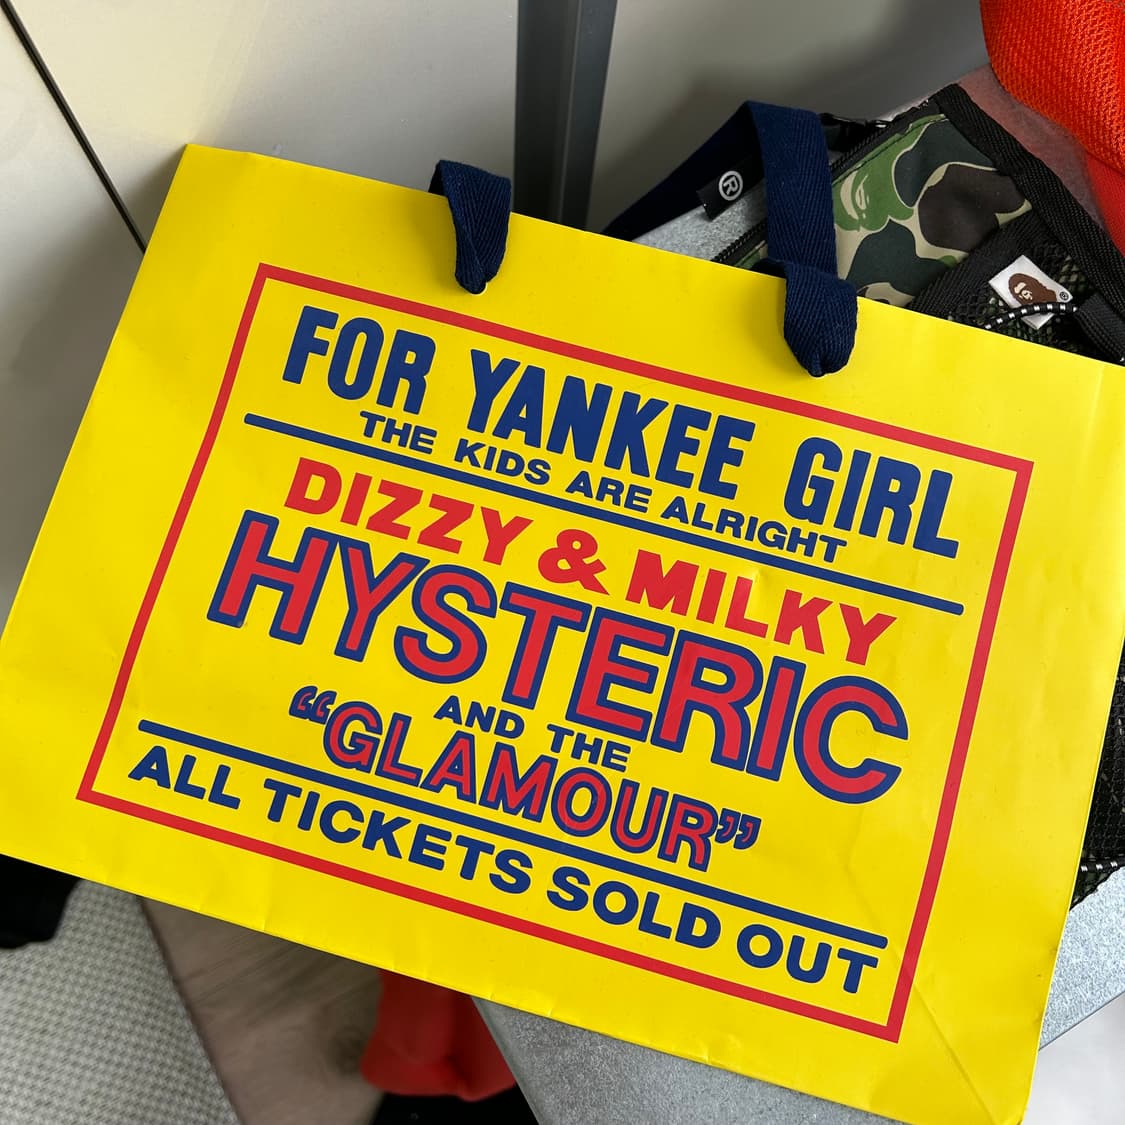 FOR YANKEE GIRL
THE KIDS ARE ALRIGHT
DIZZY & MILKY
HYSTERIC
AND THE
“GLAMOUR”
ALL TICKETS SOLD OUT
®
®